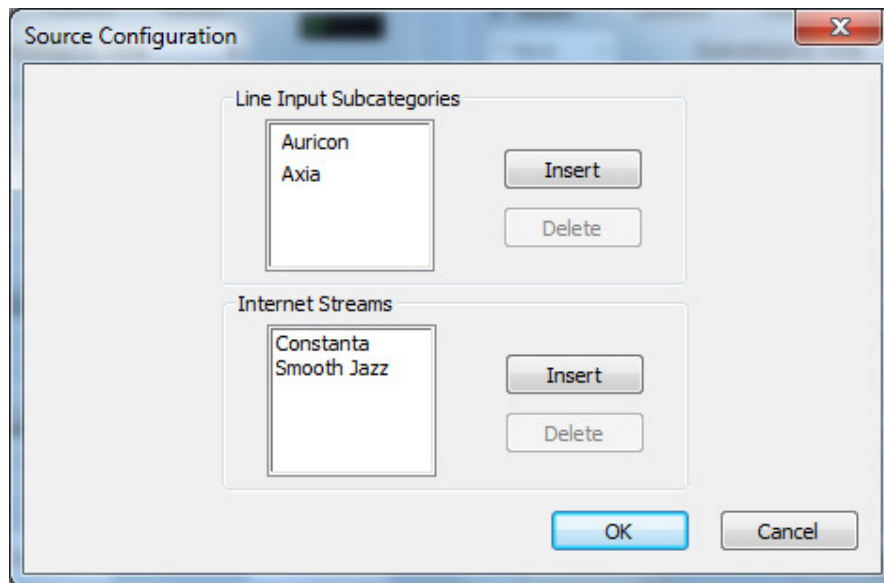 Source Configuration
Line Input Subcategories
Auricon
Axia
Insert
Delete
Internet Streams
Constanta
Smooth Jazz
Insert
Delete
OK
Cancel